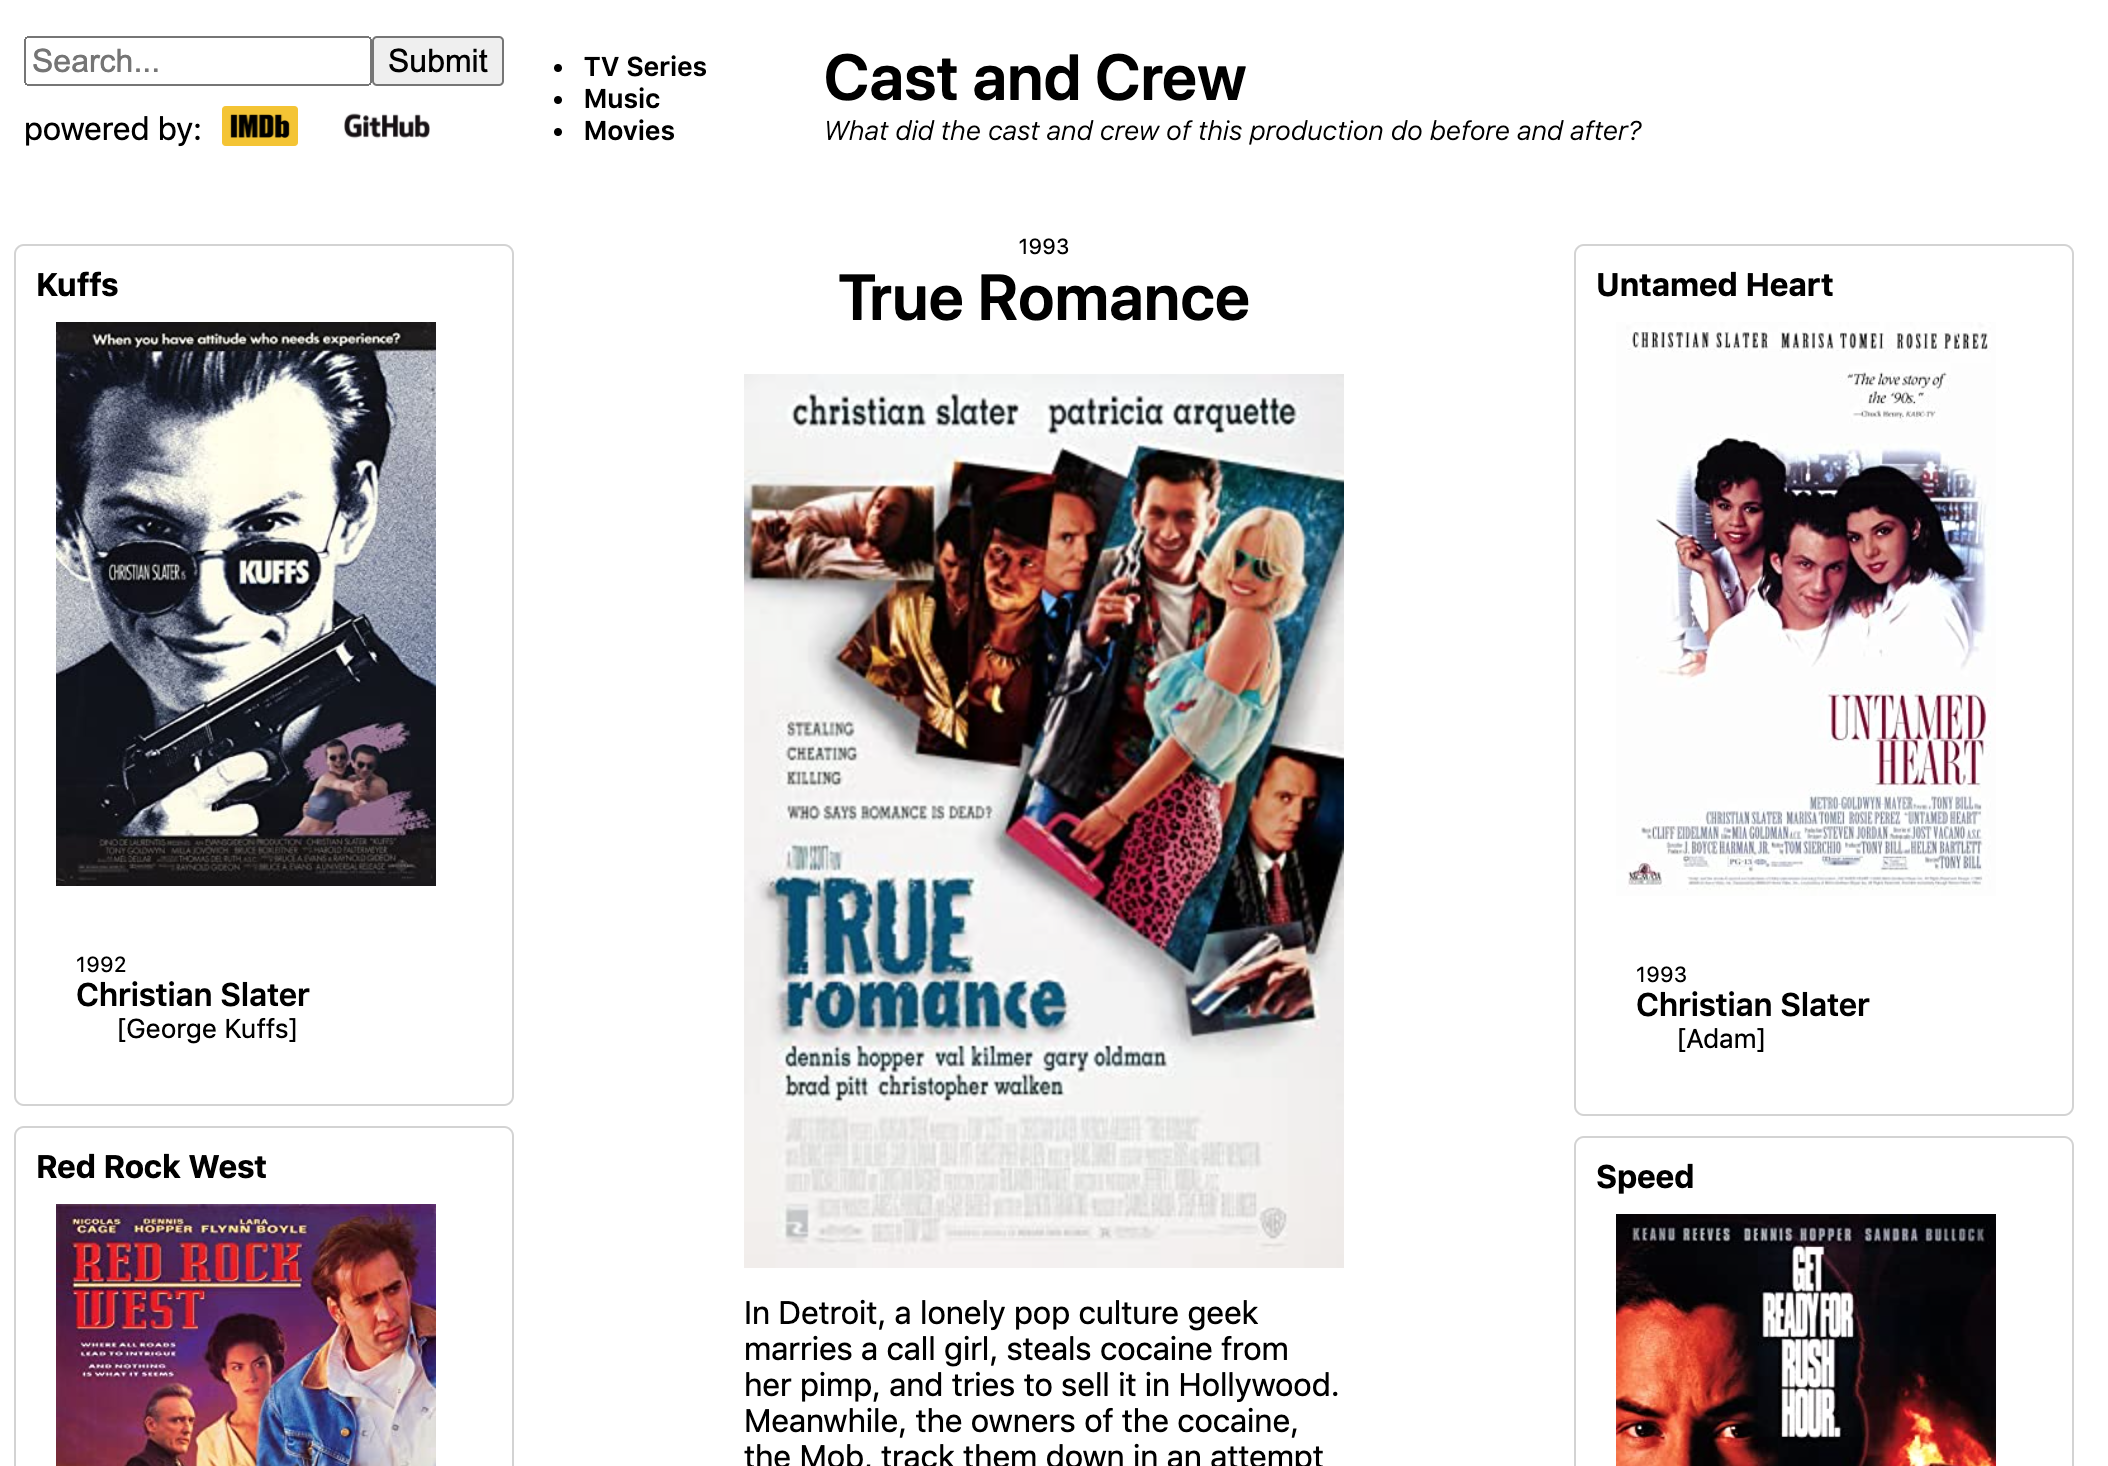 Search...
Submit
powered by:
IMDb
GitHub
TV Series
Music
Movies
Cast and Crew
What did the cast and crew of this production do before and after?
Kuffs
When you have attitude who needs experience?
CHRISTIAN SLATER is
KUFFS
1992
Christian Slater
[George Kuffs]
Red Rock West
NICOLAS CAGE DENNIS HOPPER LARA FLYNN BOYLE
RED ROCK
WEST
WHERE ALL ROADS
LEAD TO INTRIGUE
AND NOTHING
IS WHAT IT SEEMS
1993
True Romance
christian slater patricia arquette
STEALING
CHEATING
KILLING
WHO SAYS ROMANCE IS DEAD?
A TONY SCOTT FILM
TRUE
romance
dennis hopper val kilmer gary oldman
brad pitt christopher walken
In Detroit, a lonely pop culture geek
marries a call girl, steals cocaine from
her pimp, and tries to sell it in Hollywood.
Meanwhile, the owners of the cocaine,
the Mob, track them down in an attempt
Untamed Heart
CHRISTIAN SLATER MARISA TOMEI ROSIE PEREZ
"The love story of
the '90s."
—Chuck Henry, KABC-TV
UNTAMED
HEART
METRO-GOLDWYN-MAYER TONY BILL
CHRISTIAN SLATER MARISA TOMEI ROSIE PEREZ "UNTAMED HEART"
CLIFF EIDELMAN MIA GOLDMAN STEVEN JORDAN JOST VACANO
J. BOYCE HARMAN, JR. TOM SIERCHIO TONY BILL and HELEN BARTLETT
PG-13 TONY BILL
1993
Christian Slater
[Adam]
Speed
KEANU REEVES DENNIS HOPPER SANDRA BULLOCK
GET
READY FOR
RUSH
HOUR.